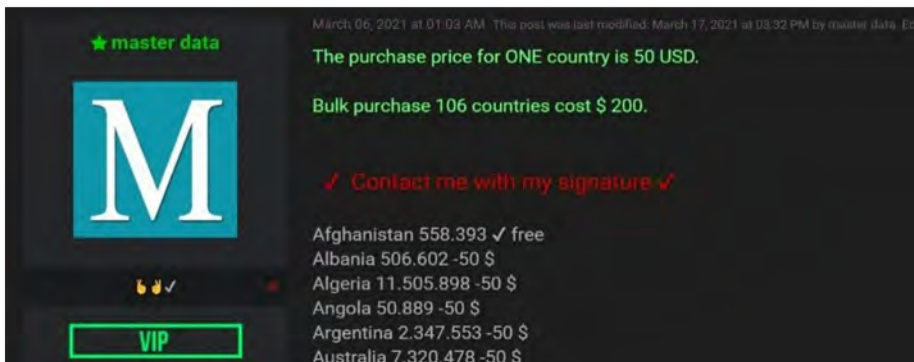 March 06, 2021 at 01:03 AM This post was last modified: March 17, 2021 at 03:32 PM by master data.
★ master data
The purchase price for ONE country is 50 USD.
Bulk purchase 106 countries cost $ 200.
M
✓ Contact me with my signature ✓
Afghanistan 558.393 ✓ free
Albania 506.602 -50 $
Algeria 11.505.898 -50 $
Angola 50.889 -50 $
VIP
Argentina 2.347.553 -50 $
Australia 7.320.478 -50 $